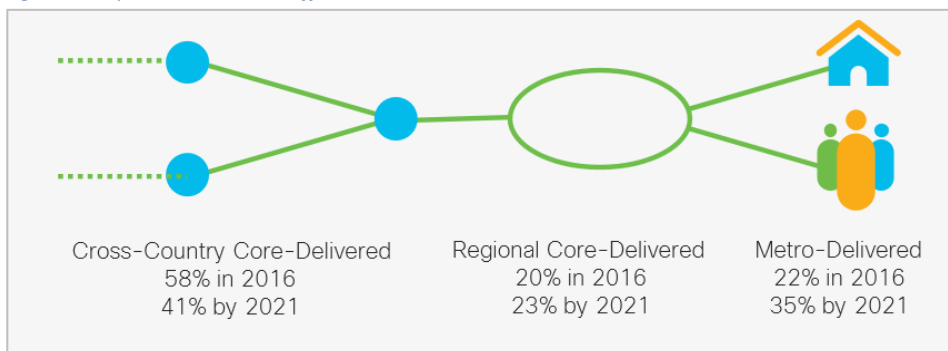 Cross-Country Core-Delivered
58% in 2016
41% by 2021
Regional Core-Delivered
20% in 2016
23% by 2021
Metro-Delivered
22% in 2016
35% by 2021